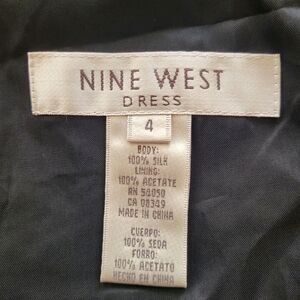 NINE WEST
DRESS
4
BODY:
100% SILK
LINING:
100% ACETATE
RN 54050
CA 08349
MADE IN CHINA
CUERPO:
100% SEDA
FORRO:
100% ACETATO
HECHO EN CHINA